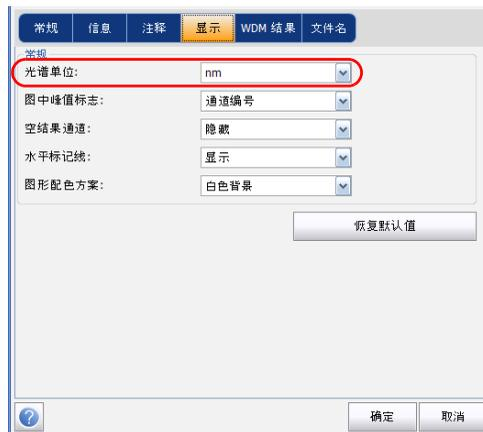 常规 信息 注释 显示 WDM 结果 文件名
常规
光谱单位: nm
图中峰值标志: 通道编号
空结果通道: 隐藏
水平标记线: 显示
图形配色方案: 白色背景
恢复默认值
? 确定 取消